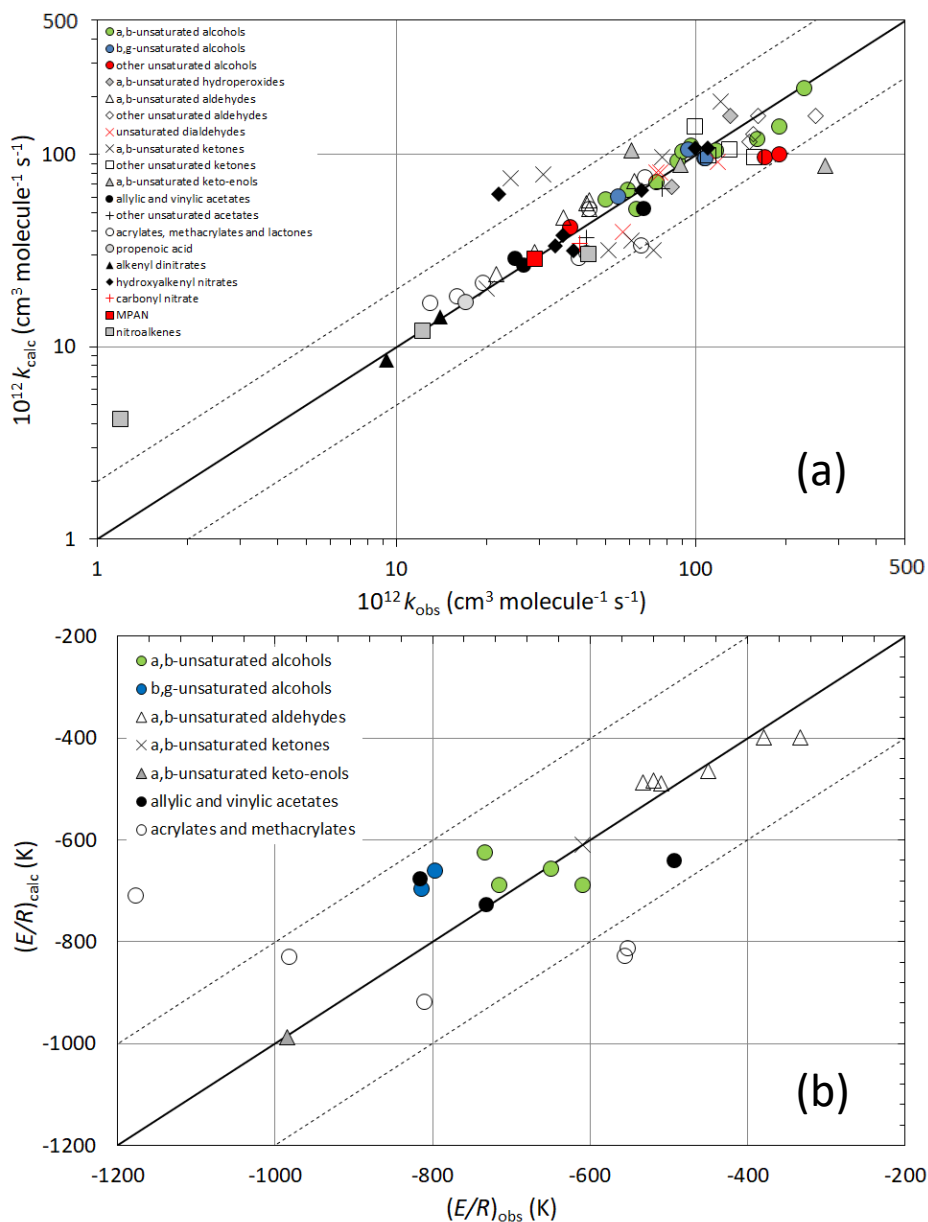 (a)
500
100
10
1
10¹² k_calc (cm³ molecule⁻¹ s⁻¹)
a,b-unsaturated alcohols
b,g-unsaturated alcohols
other unsaturated alcohols
a,b-unsaturated hydroperoxides
a,b-unsaturated aldehydes
other unsaturated aldehydes
unsaturated dialdehydes
a,b-unsaturated ketones
other unsaturated ketones
a,b-unsaturated keto-enols
allylic and vinylic acetates
other unsaturated acetates
acrylates, methacrylates and lactones
propenoic acid
alkenyl dinitrates
hydroxyalkenyl nitrates
carbonyl nitrate
MPAN
nitroalkenes
1 10 100 500
10¹² k_obs (cm³ molecule⁻¹ s⁻¹)
(b)
-200
-400
-600
-800
-1000
-1200
(E/R)_calc (K)
a,b-unsaturated alcohols
b,g-unsaturated alcohols
a,b-unsaturated aldehydes
a,b-unsaturated ketones
a,b-unsaturated keto-enols
allylic and vinylic acetates
acrylates and methacrylates
-1200 -1000 -800 -600 -400 -200
(E/R)_obs (K)